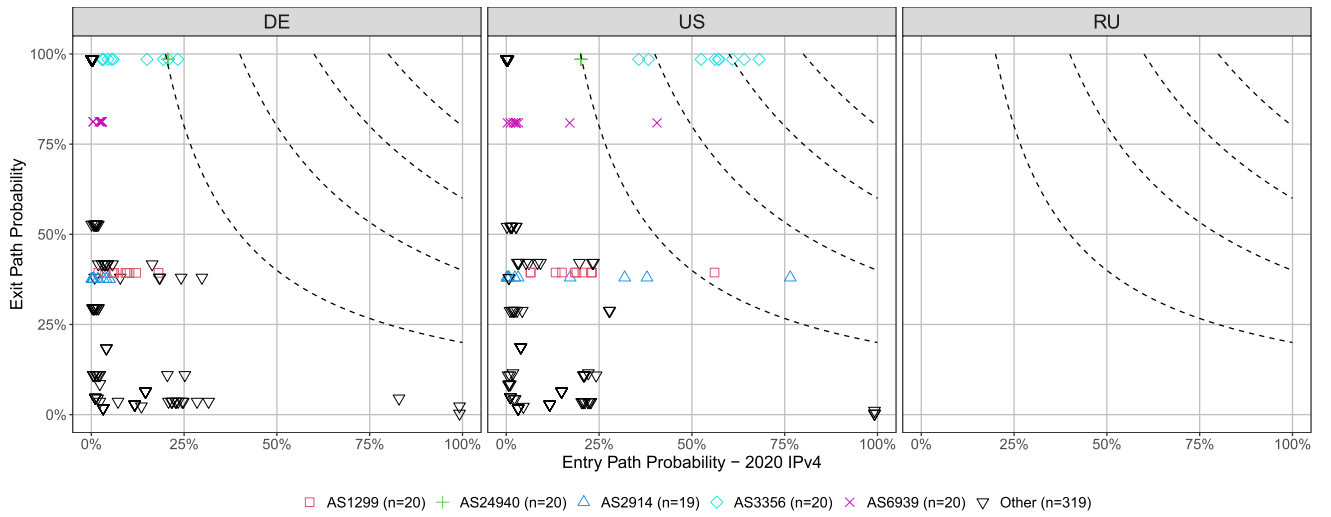 DE US RU
100%
75%
50%
25%
0%
Exit Path Probability
0% 25% 50% 75% 100% 0% 25% 50% 75% 100% 0% 25% 50% 75% 100%
Entry Path Probability − 2020 IPv4
AS1299 (n=20) AS24940 (n=20) AS2914 (n=19) AS3356 (n=20) AS6939 (n=20) Other (n=319)